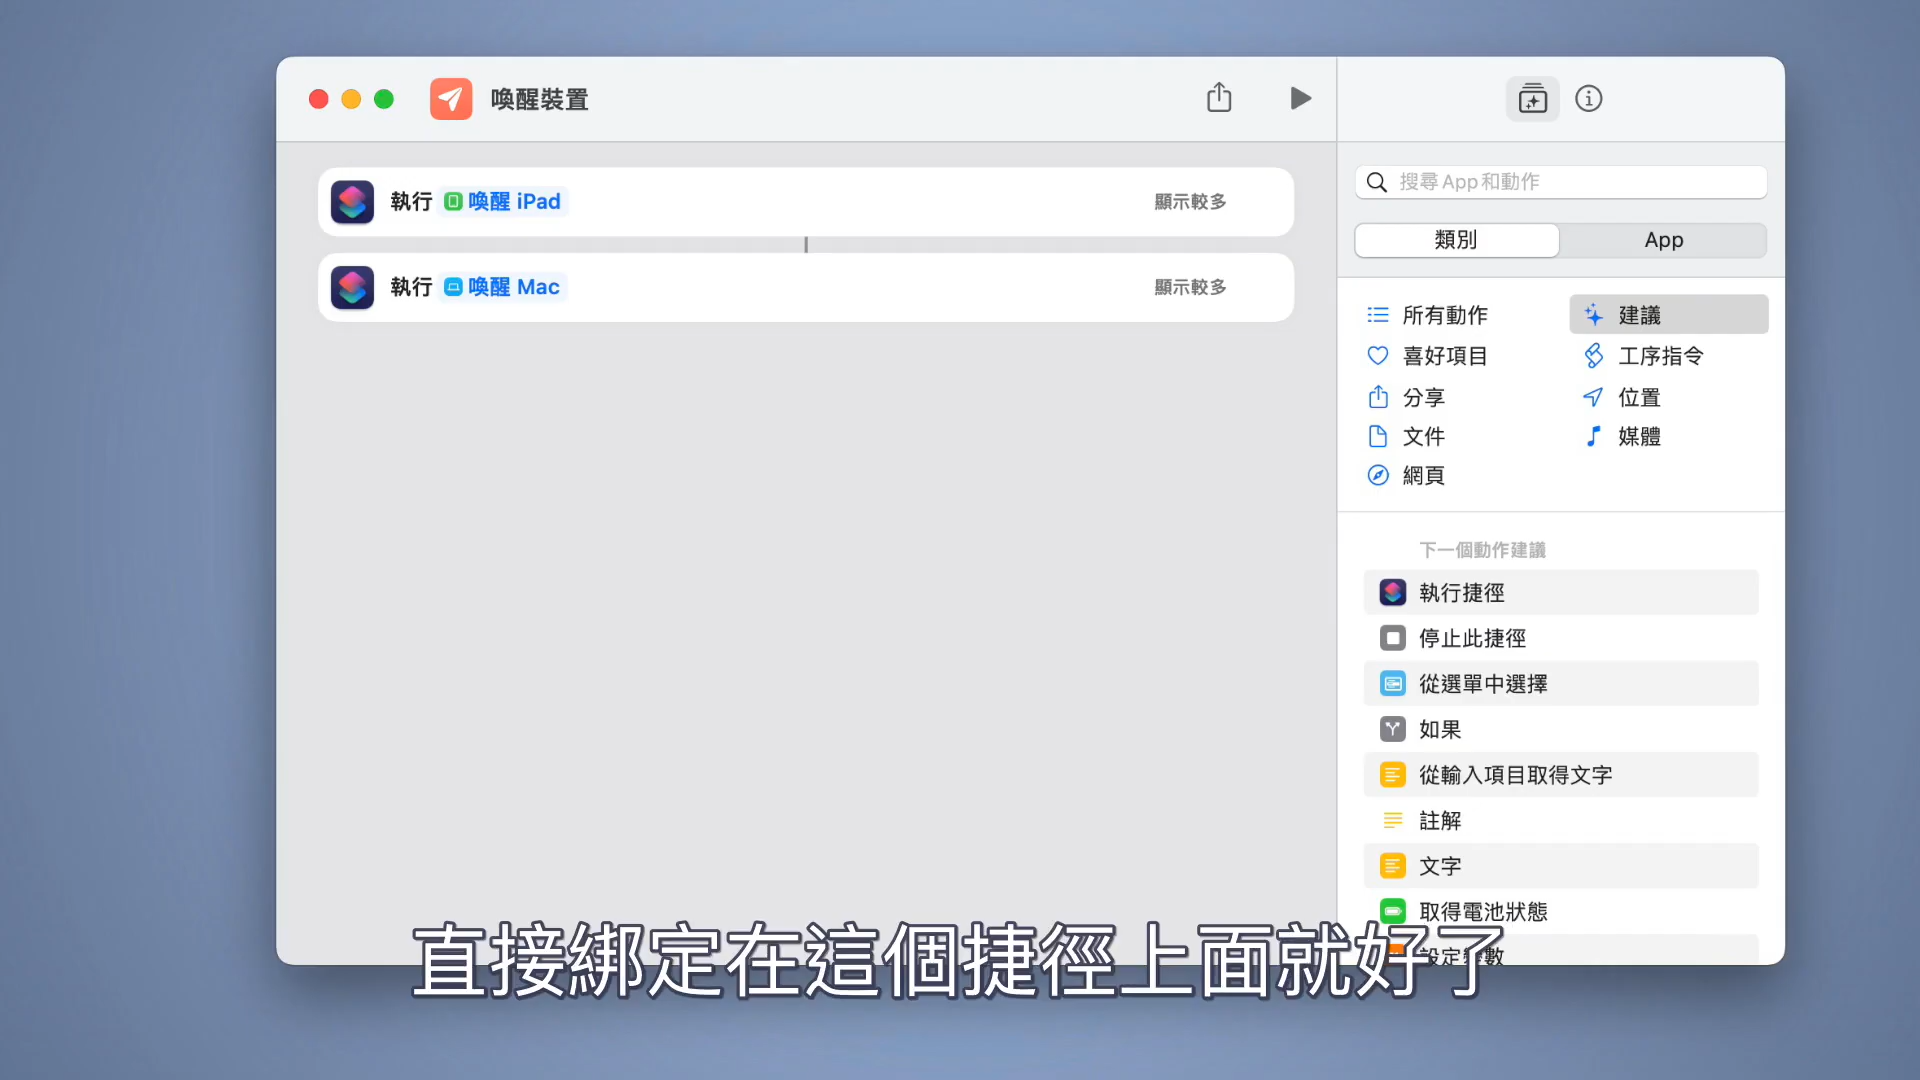 喚醒裝置
執行 喚醒 iPad 顯示較多
執行 喚醒 Mac 顯示較多
搜尋 App 和動作
類別 App
所有動作 建議
喜好項目 工序指令
分享 位置
文件 媒體
網頁
下一個動作建議
執行捷徑
停止此捷徑
從選單中選擇
如果
從輸入項目取得文字
註解
文字
取得電池狀態
設定變數
直接綁定在這個捷徑上面就好了